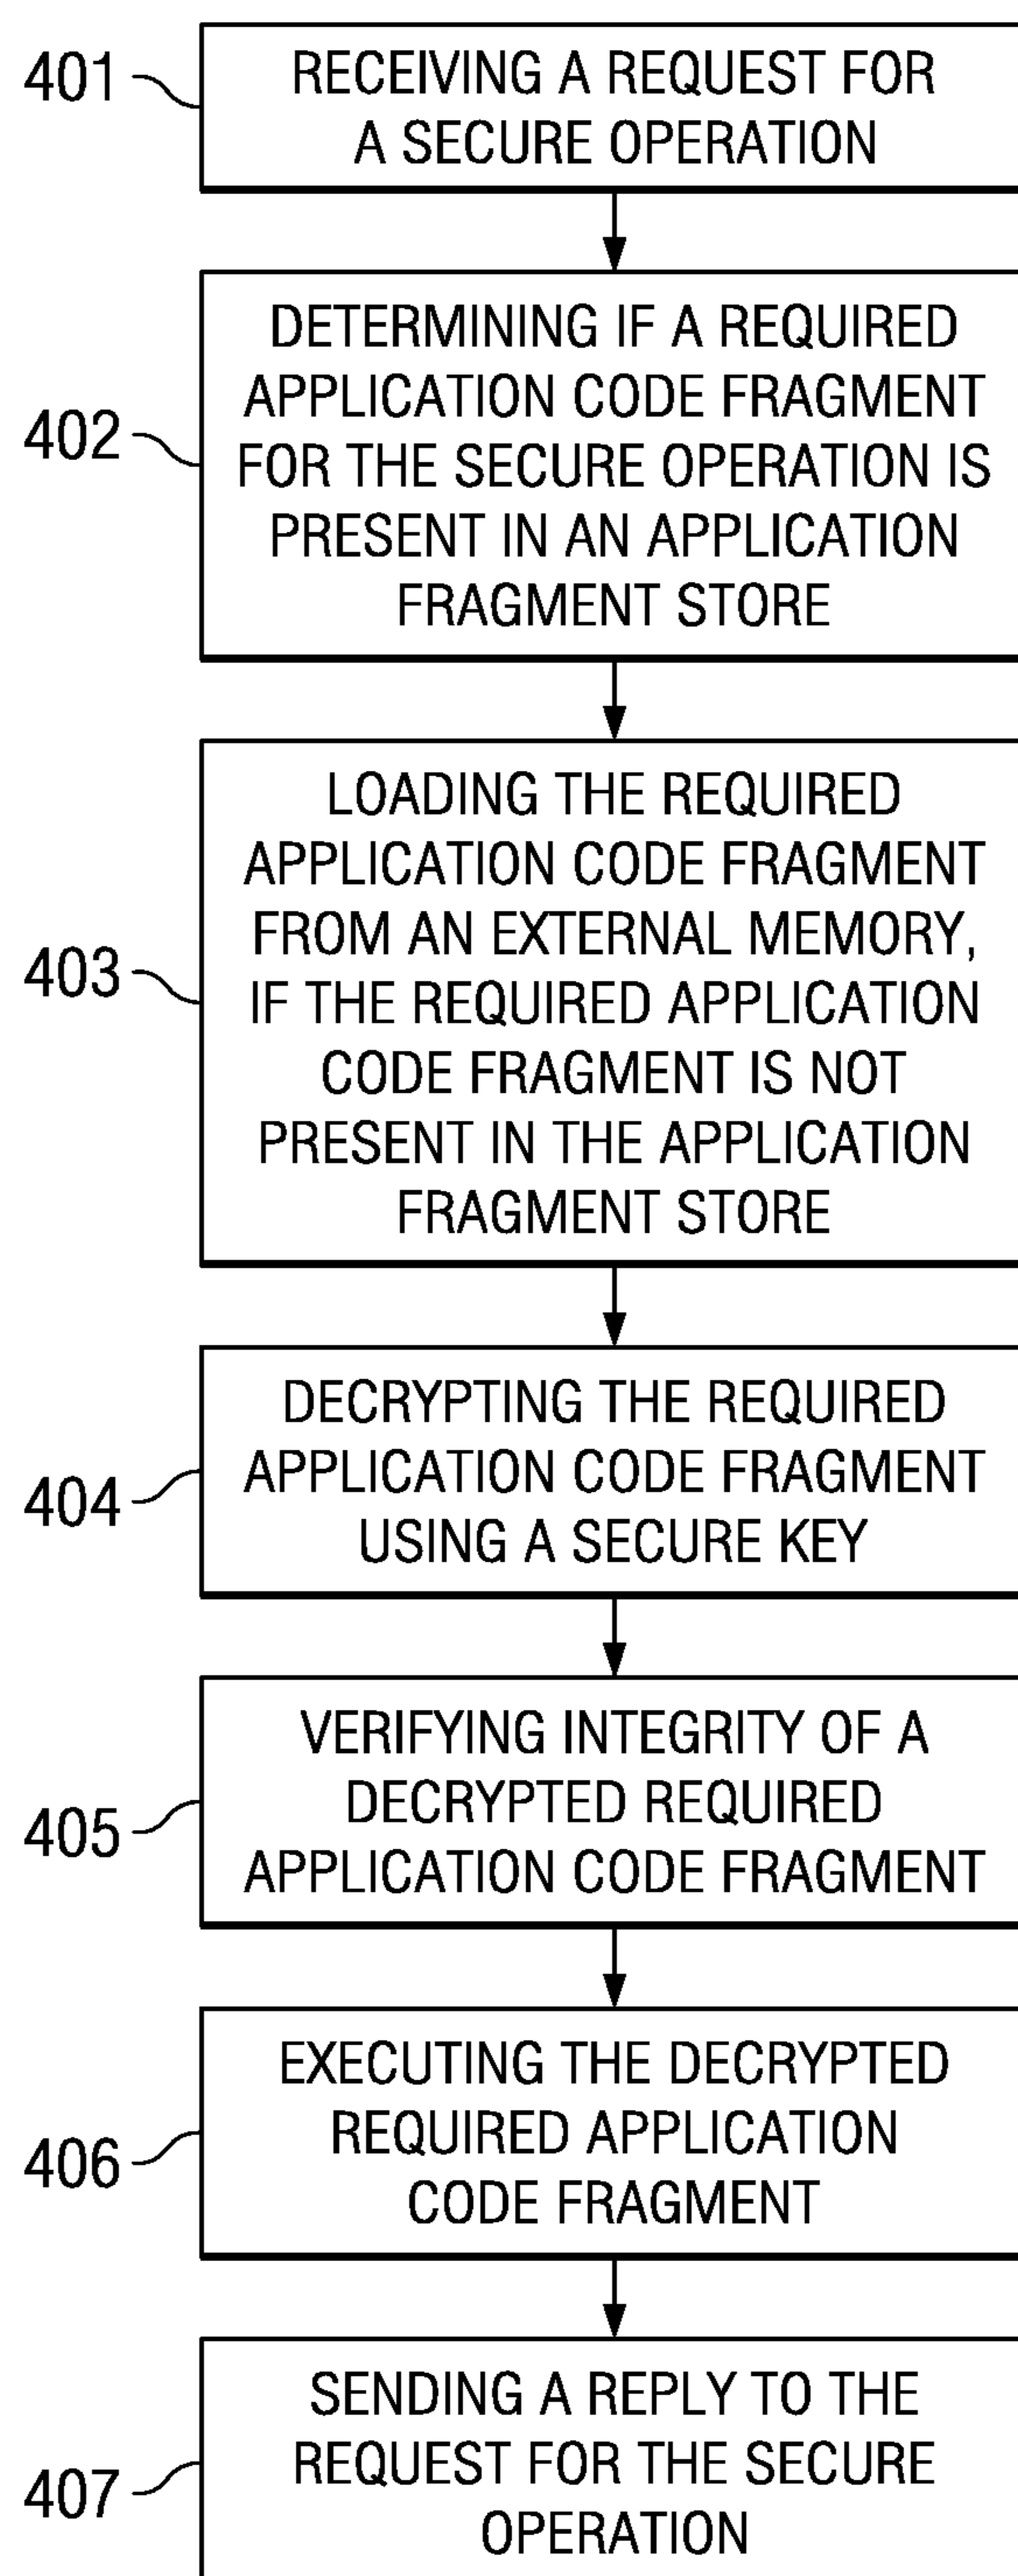 401
RECEIVING A REQUEST FOR
A SECURE OPERATION
402
DETERMINING IF A REQUIRED
APPLICATION CODE FRAGMENT
FOR THE SECURE OPERATION IS
PRESENT IN AN APPLICATION
FRAGMENT STORE
403
LOADING THE REQUIRED
APPLICATION CODE FRAGMENT
FROM AN EXTERNAL MEMORY,
IF THE REQUIRED APPLICATION
CODE FRAGMENT IS NOT
PRESENT IN THE APPLICATION
FRAGMENT STORE
404
DECRYPTING THE REQUIRED
APPLICATION CODE FRAGMENT
USING A SECURE KEY
405
VERIFYING INTEGRITY OF A
DECRYPTED REQUIRED
APPLICATION CODE FRAGMENT
406
EXECUTING THE DECRYPTED
REQUIRED APPLICATION
CODE FRAGMENT
407
SENDING A REPLY TO THE
REQUEST FOR THE SECURE
OPERATION